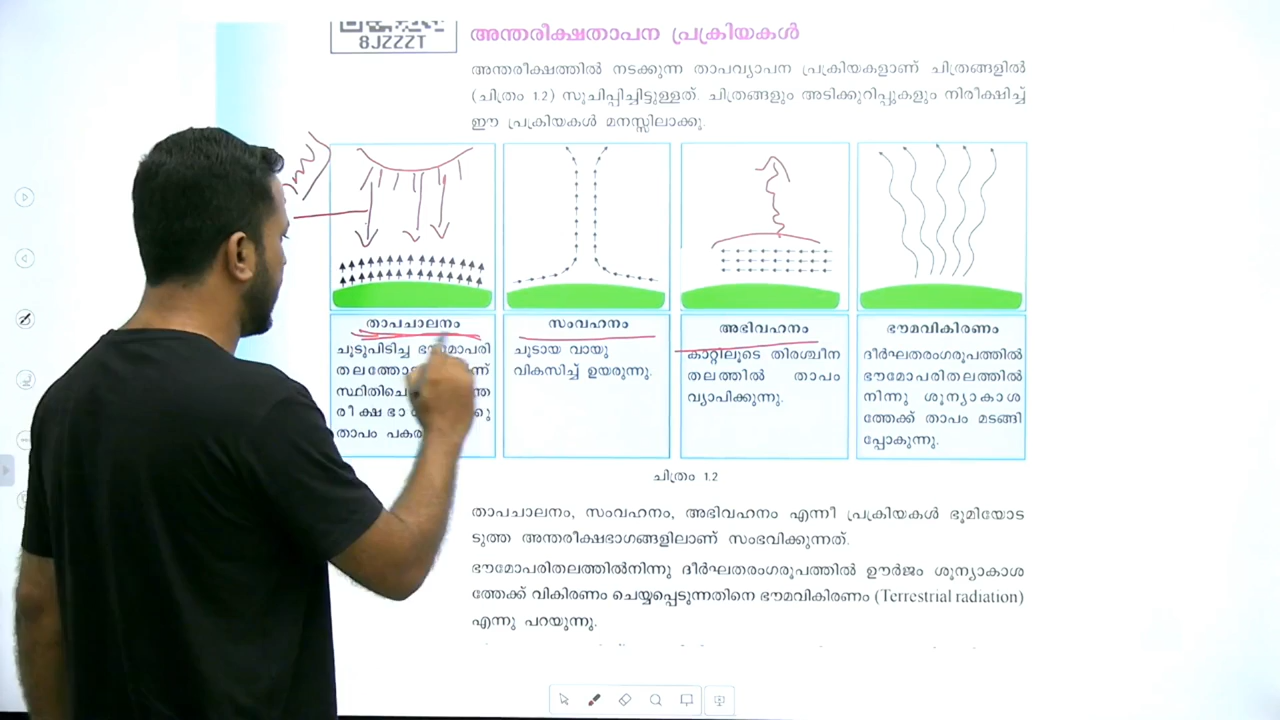 8JZZZT
അന്തരീക്ഷതാപന പ്രക്രിയകൾ
അന്തരീക്ഷത്തിൽ നടക്കുന്ന താപവ്യാപന പ്രക്രിയകളാണ് ചിത്രങ്ങളിൽ
(ചിത്രം 1.2) സൂചിപ്പിച്ചിട്ടുള്ളത്. ചിത്രങ്ങളും അടിക്കുറിപ്പുകളും നിരീക്ഷിച്ച്
ഈ പ്രക്രിയകൾ മനസ്സിലാക്കൂ.
താപചാലനം
ചൂടുപിടിച്ച
താപം
സംവഹനം
ചൂടായ വായു
വികസിച്ച് ഉയരുന്നു.
അഭിവഹനം
കാറ്റിലൂടെ തിരശ്ചീന
തലത്തിൽ താപം
വ്യാപിക്കുന്നു.
ഭൗമവികിരണം
ദീർഘതരംഗരൂപത്തിൽ
ഭൗമോപരിതലത്തിൽ
നിന്നു ശൂന്യാകാശ
ത്തേക്ക് താപം മടങ്ങി
പ്പോകുന്നു.
ചിത്രം 1.2
താപചാലനം, സംവഹനം, അഭിവഹനം എന്നീ പ്രക്രിയകൾ ഭൂമിയോട
ടുത്ത അന്തരീക്ഷഭാഗങ്ങളിലാണ് സംഭവിക്കുന്നത്.
ഭൗമോപരിതലത്തിൽനിന്നു ദീർഘതരംഗരൂപത്തിൽ ഊർജം ശൂന്യാകാശ
ത്തേക്ക് വികിരണം ചെയ്യപ്പെടുന്നതിനെ ഭൗമവികിരണം (Terrestrial radiation)
എന്നു പറയുന്നു.